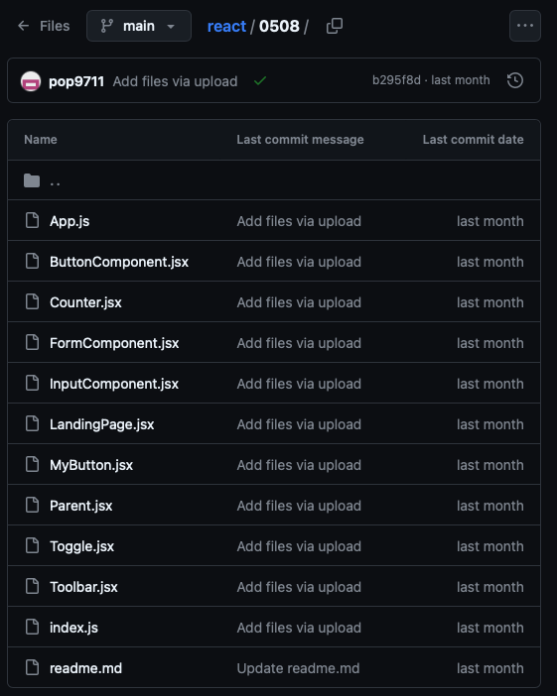 Files main react / 0508 / ...
pop9711 Add files via upload b295f8d · last month
Name Last commit message Last commit date
..
App.js Add files via upload last month
ButtonComponent.jsx Add files via upload last month
Counter.jsx Add files via upload last month
FormComponent.jsx Add files via upload last month
InputComponent.jsx Add files via upload last month
LandingPage.jsx Add files via upload last month
MyButton.jsx Add files via upload last month
Parent.jsx Add files via upload last month
Toggle.jsx Add files via upload last month
Toolbar.jsx Add files via upload last month
index.js Add files via upload last month
readme.md Update readme.md last month